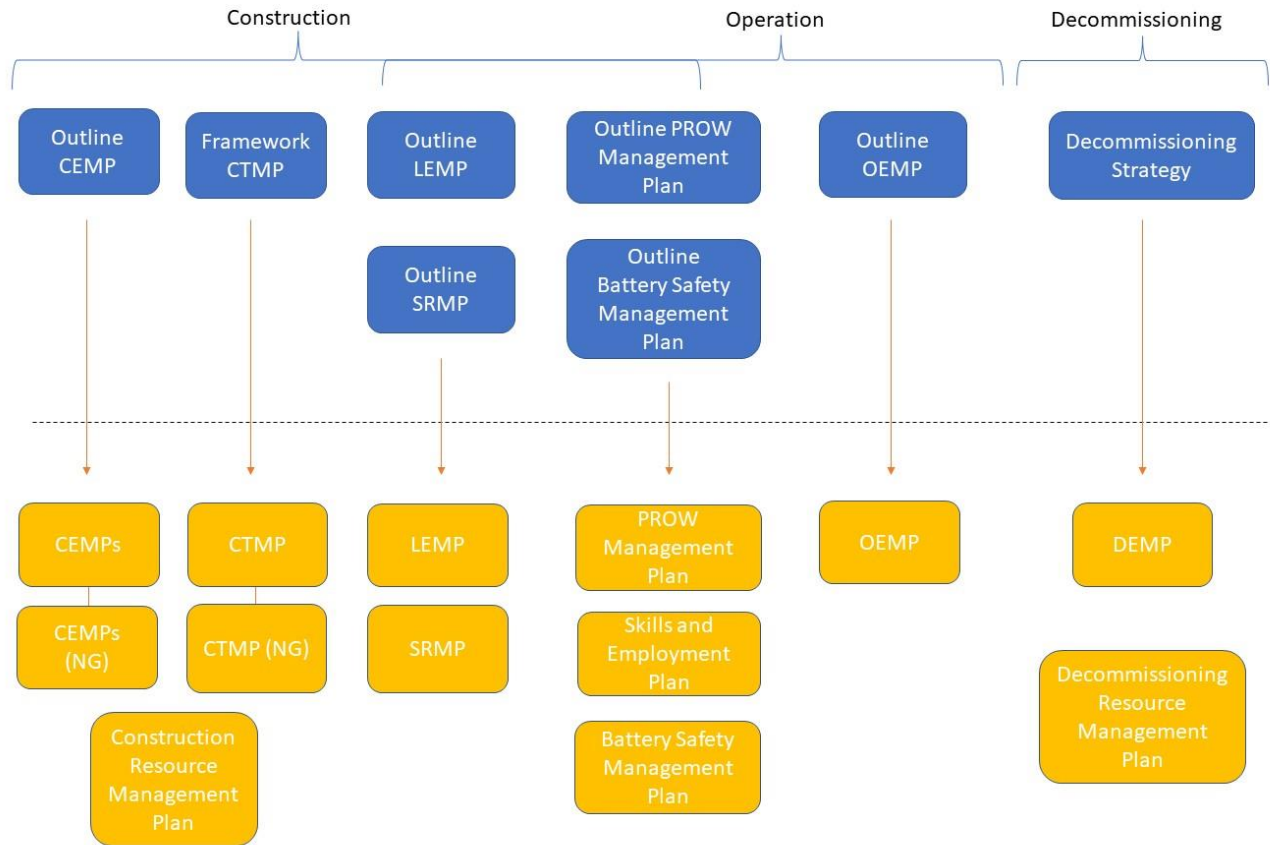 Construction
Operation
Decommissioning
Outline
CEMP
Framework
CTMP
Outline
LEMP
Outline PROW
Management
Plan
Outline
OEMP
Decommissioning
Strategy
Outline
SRMP
Outline
Battery Safety
Management
Plan
CEMPs
CTMP
LEMP
PROW
Management
Plan
OEMP
DEMP
CEMPs
(NG)
CTMP (NG)
SRMP
Skills and
Employment
Plan
Decommissioning
Resource
Management
Plan
Construction
Resource
Management
Plan
Battery Safety
Management
Plan